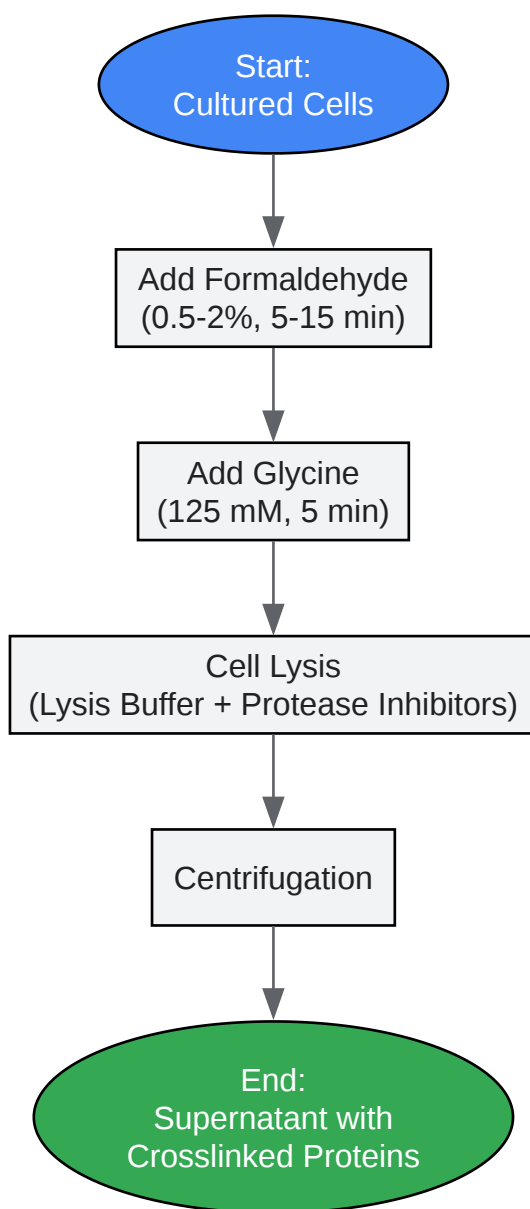 Start:
Cultured Cells
Add Formaldehyde
(0.5-2%, 5-15 min)
Add Glycine
(125 mM, 5 min)
Cell Lysis
(Lysis Buffer + Protease Inhibitors)
Centrifugation
End:
Supernatant with
Crosslinked Proteins